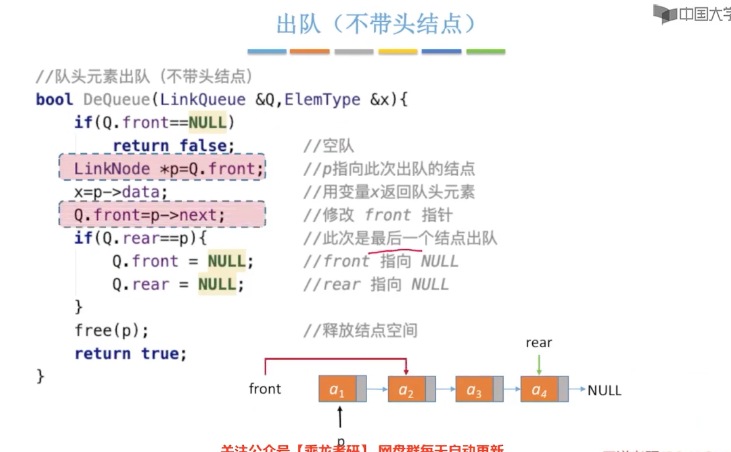 中国大学
出队（不带头结点）
//队头元素出队（不带头结点）
bool DeQueue(LinkQueue &Q,ElemType &x){
if(Q.front==NULL)
return false; //空队
LinkNode *p=Q.front; //p指向此次出队的结点
x=p->data; //用变量x返回队头元素
Q.front=p->next; //修改 front 指针
if(Q.rear==p){ //此次是最后一个结点出队
Q.front = NULL; //front 指向 NULL
Q.rear = NULL; //rear 指向 NULL
}
free(p); //释放结点空间
return true;
}
rear
front a1 a2 a3 a4 NULL
p
关注公众号【乘龙考研】 网盘群每天自动更新